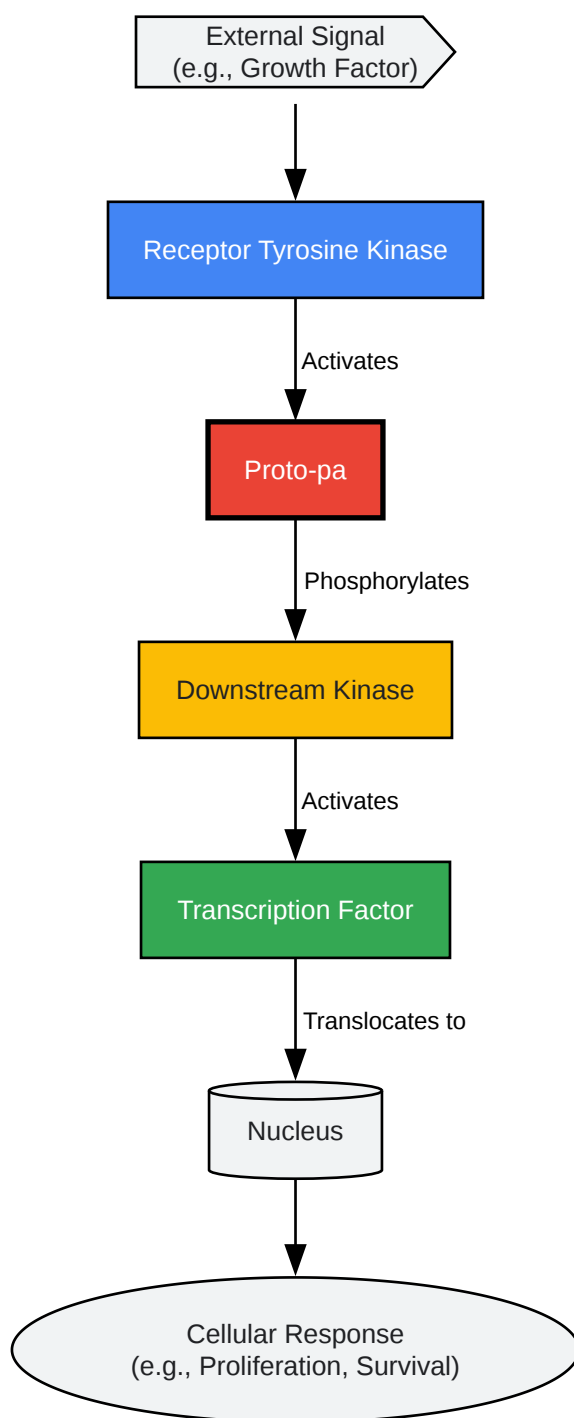 External Signal
(e.g., Growth Factor)
Receptor Tyrosine Kinase
Activates
Proto-pa
Phosphorylates
Downstream Kinase
Activates
Transcription Factor
Translocates to
Nucleus
Cellular Response
(e.g., Proliferation, Survival)